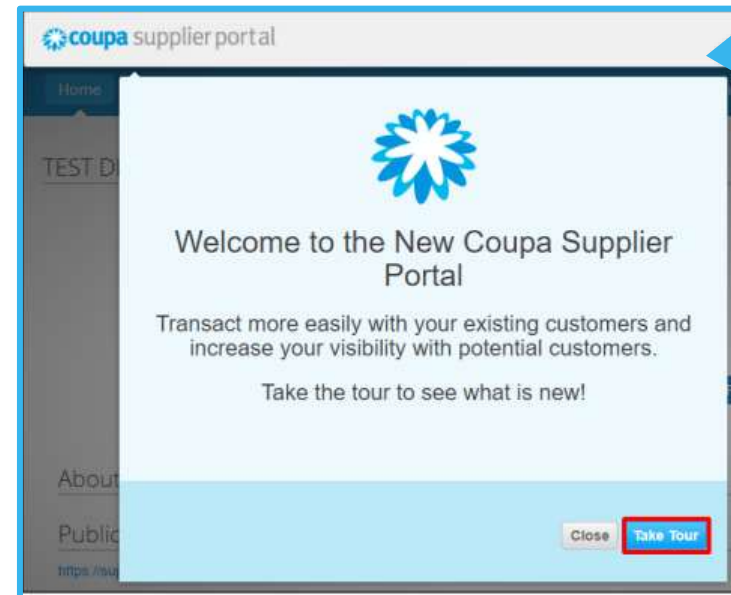 coupa supplier portal
Home
TEST
Welcome to the New Coupa Supplier
Portal
Transact more easily with your existing customers and
increase your visibility with potential customers.
Take the tour to see what is new!
About
Public
Close Take Tour